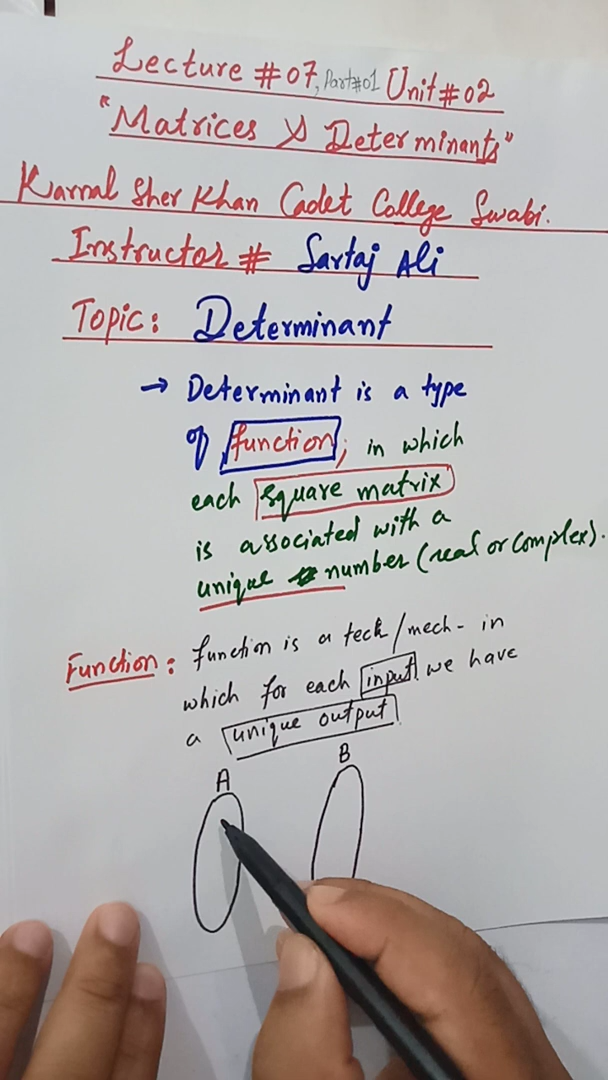 Lecture #07, Part#01 Unit#02
"Matrices & Determinants"
Karnal Sher Khan Cadet College Swabi.
Instructor # Sartaj Ali
Topic: Determinant
→ Determinant is a type
of function, in which
each square matrix
is associated with a
unique number (real or complex).
Function: function is a tech/mech- in
which for each input we have
a unique output
A B